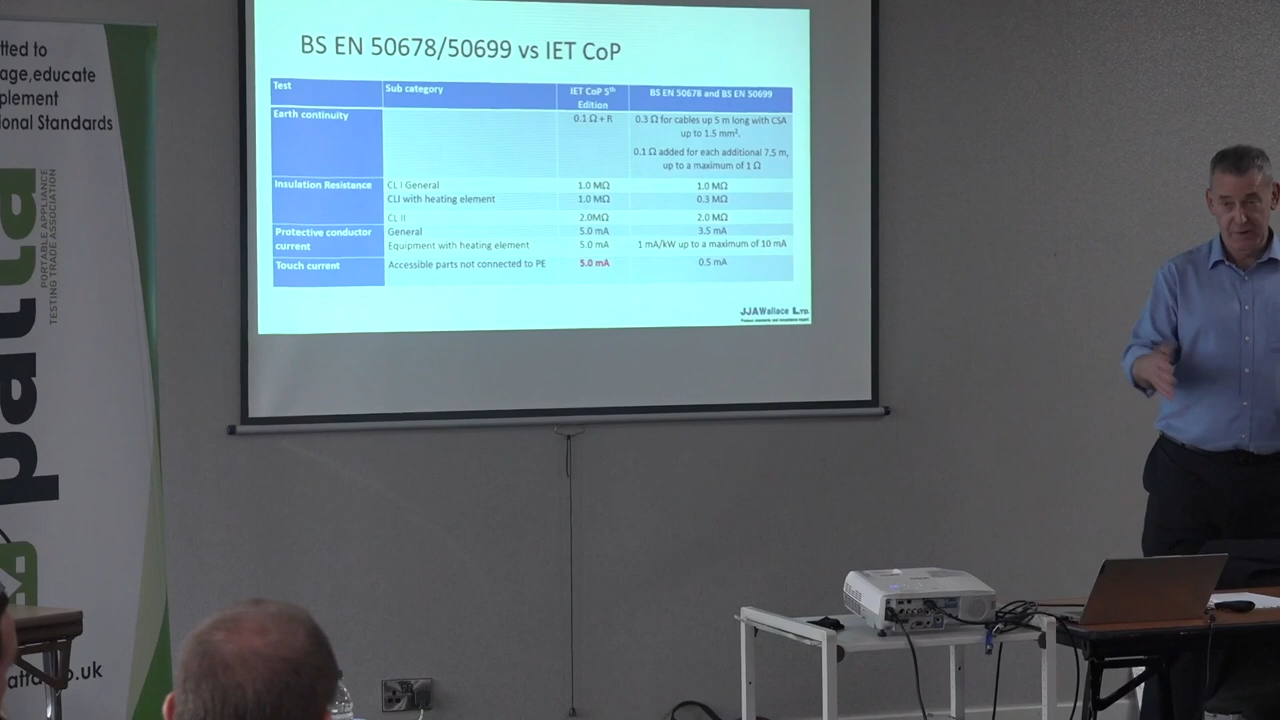 tted to
age,educate
plement
ional Standards
patta
PORTABLE APPLIANCE
TESTING TRADE ASSOCIATION
.uk
BS EN 50678/50699 vs IET CoP
Test Sub category IET CoP 5th Edition BS EN 50678 and BS EN 50699
Earth continuity 0.1 Ω + R 0.3 Ω for cables up 5 m long with CSA
up to 1.5 mm².
0.1 Ω added for each additional 7.5 m,
up to a maximum of 1 Ω
Insulation Resistance CL I General 1.0 MΩ 1.0 MΩ
CLI with heating element 1.0 MΩ 0.3 MΩ
CL II 2.0MΩ 2.0 MΩ
Protective conductor current General 5.0 mA 3.5 mA
Equipment with heating element 5.0 mA 1 mA/kW up to a maximum of 10 mA
Touch current Accessible parts not connected to PE 5.0 mA 0.5 mA
JJAWallace LTD.